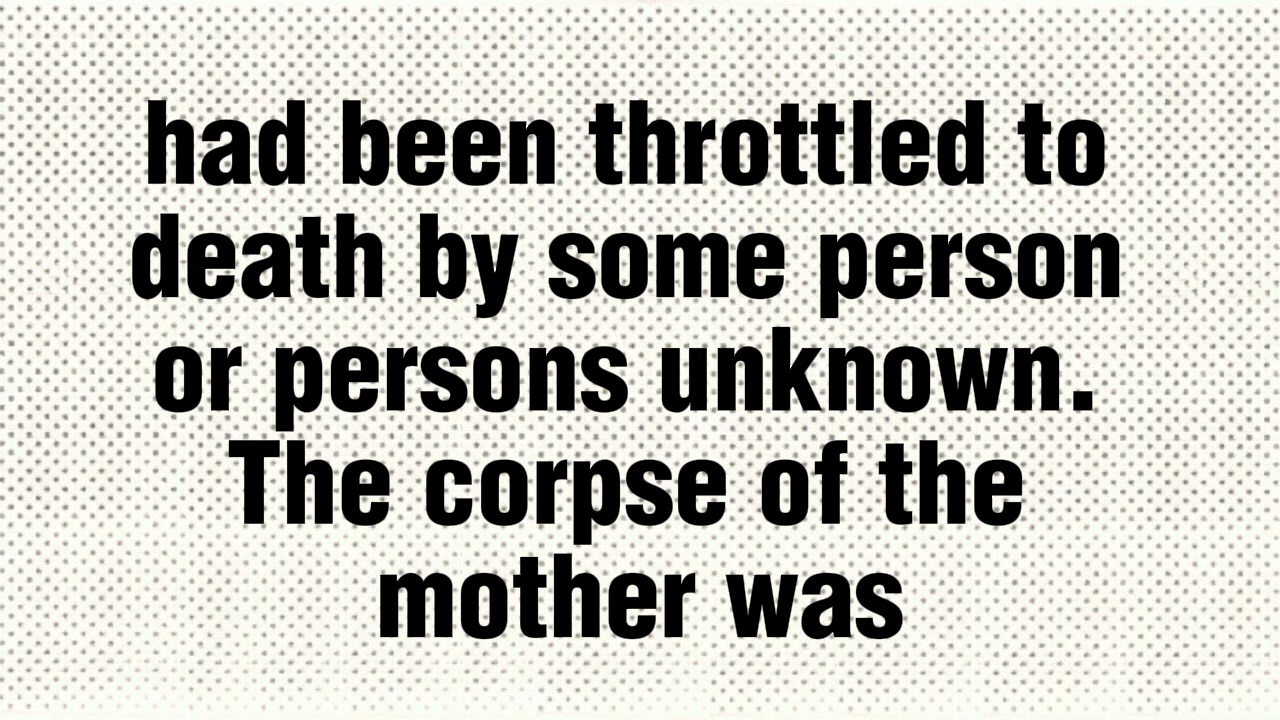 had been throttled to
death by some person
or persons unknown.
The corpse of the
mother was